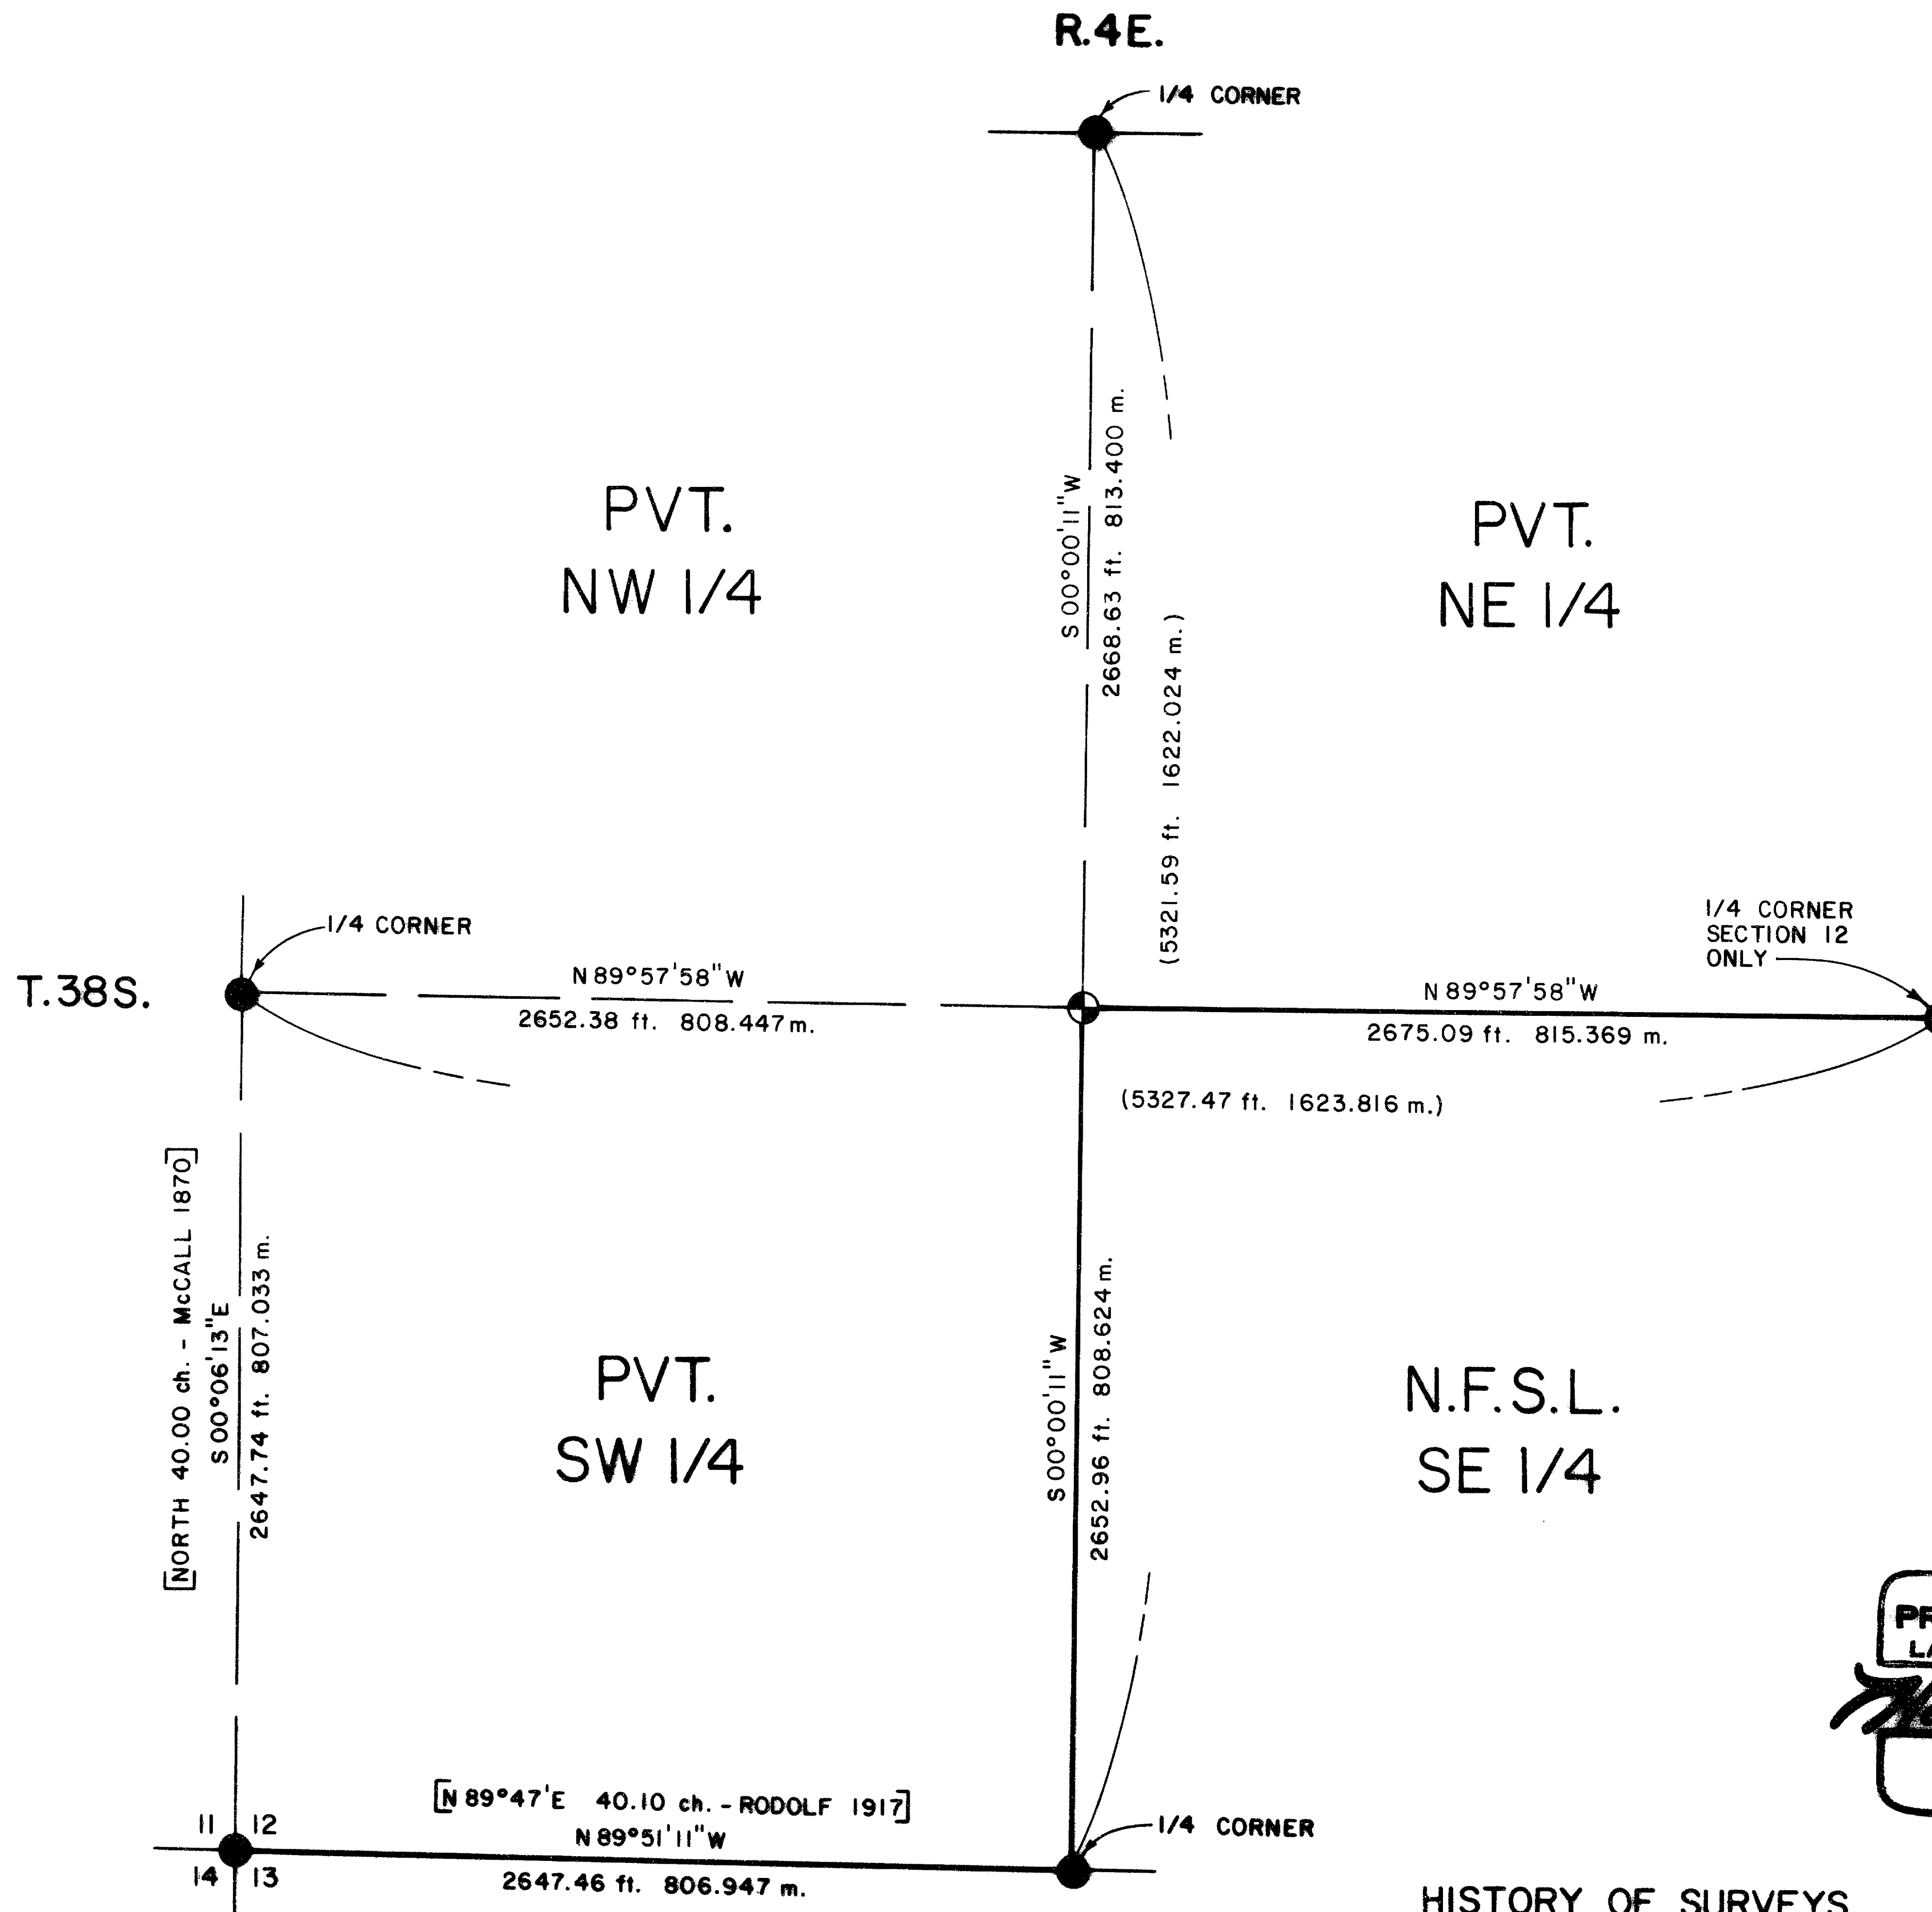 R.4E.
1/4 CORNER
PVT.
NW 1/4
S 00°00'11"W
2668.63 ft. 813.400 m.
(5321.59 ft. 1622.024 m.)
PVT.
NE 1/4
T.38S.
1/4 CORNER
N 89°57'58"W
2652.38 ft. 808.447 m.
1/4 CORNER
SECTION 12
ONLY
N 89°57'58"W
2675.09 ft. 815.369 m.
(5327.47 ft. 1623.816 m.)
[NORTH 40.00 ch. - McCALL 1870]
S 00°06'13"E
2647.74 ft. 807.033 m.
PVT.
SW 1/4
S 00°00'11"W
2652.96 ft. 808.624 m.
N.F.S.L.
SE 1/4
11 12
14 13
[N 89°47'E 40.10 ch. - RODOLF 1917]
N 89°51'11"W
2647.46 ft. 806.947 m.
1/4 CORNER
HISTORY OF SURVEYS